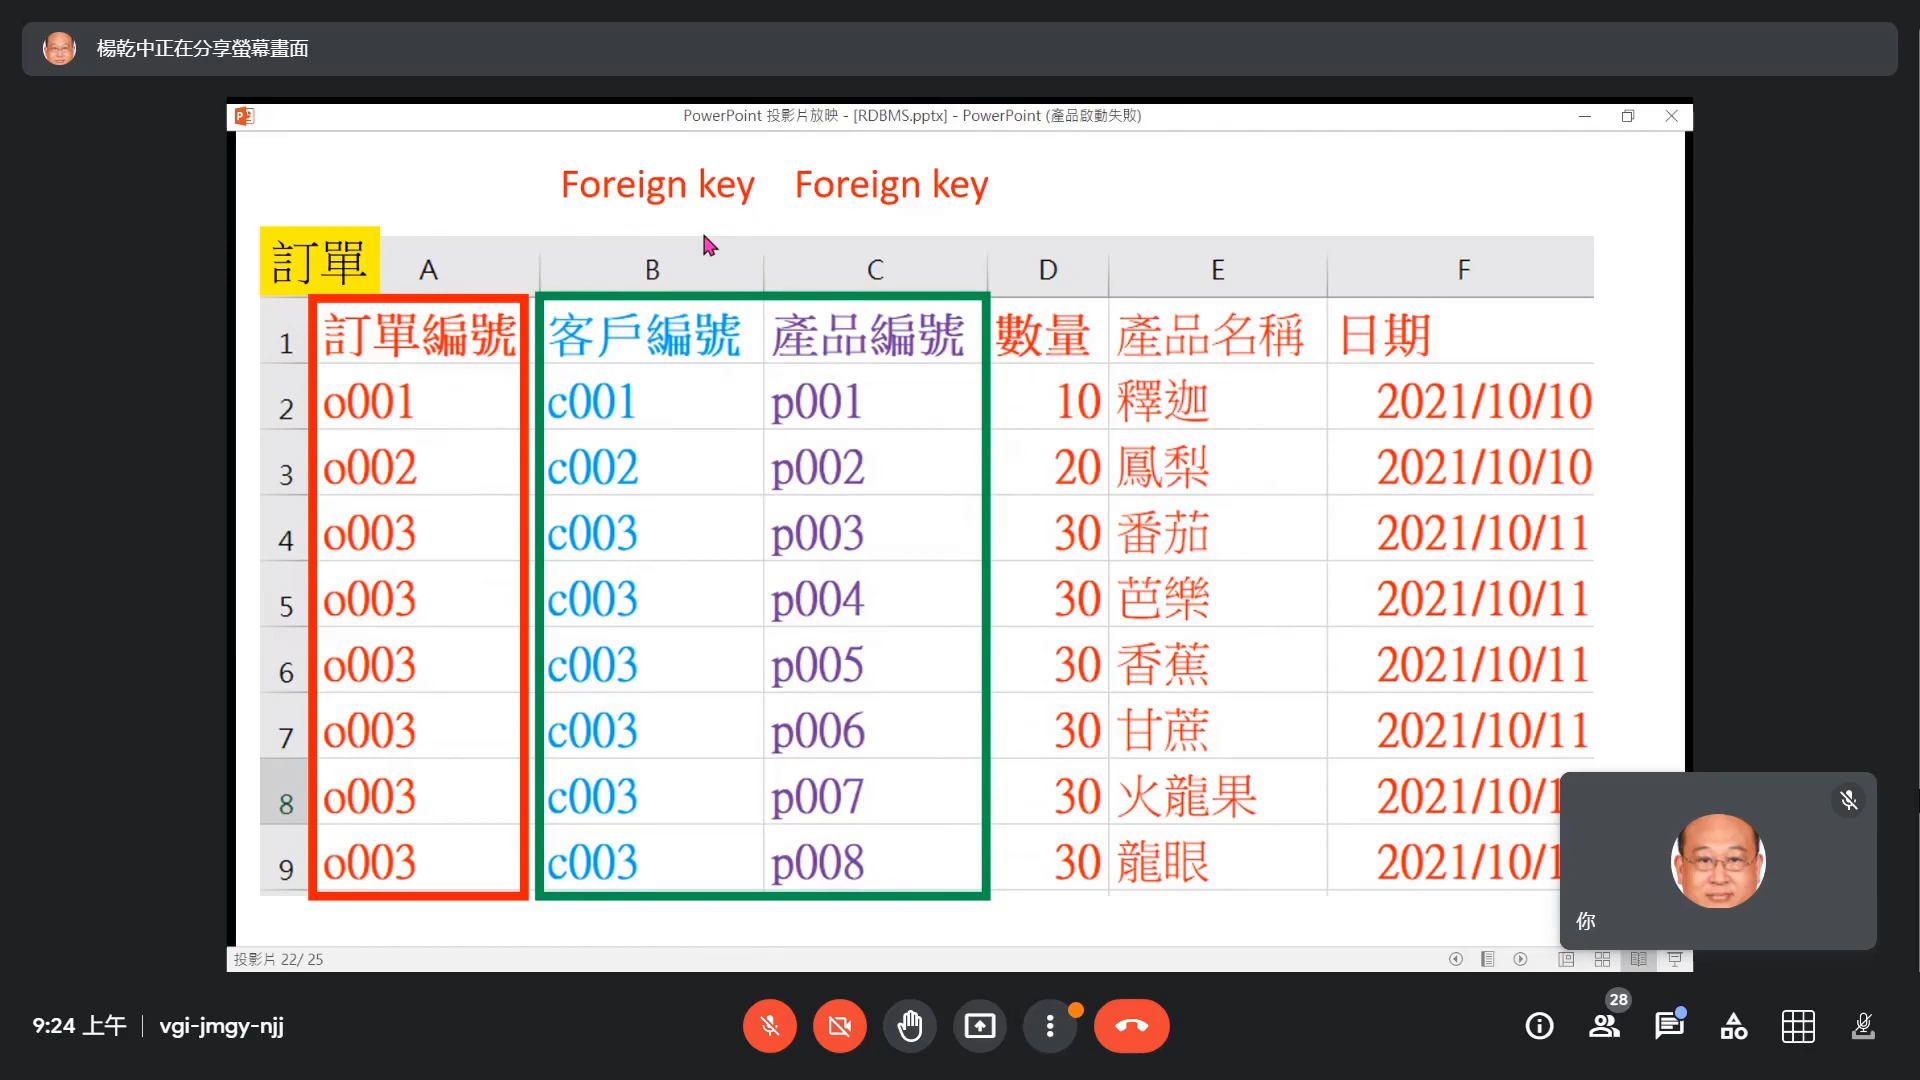 楊乾中正在分享螢幕畫面
PowerPoint 投影片放映 - [RDBMS.pptx] - PowerPoint (產品啟動失敗)
Foreign key Foreign key
訂單 A B C D E F
1 訂單編號 客戶編號 產品編號 數量 產品名稱 日期
2 o001 c001 p001 10 釋迦 2021/10/10
3 o002 c002 p002 20 鳳梨 2021/10/10
4 o003 c003 p003 30 番茄 2021/10/11
5 o003 c003 p004 30 芭樂 2021/10/11
6 o003 c003 p005 30 香蕉 2021/10/11
7 o003 c003 p006 30 甘蔗 2021/10/11
8 o003 c003 p007 30 火龍果 2021/10/1
9 o003 c003 p008 30 龍眼 2021/10/1
你
投影片 22/ 25
9:24 上午 vgi-jmgy-njj
28